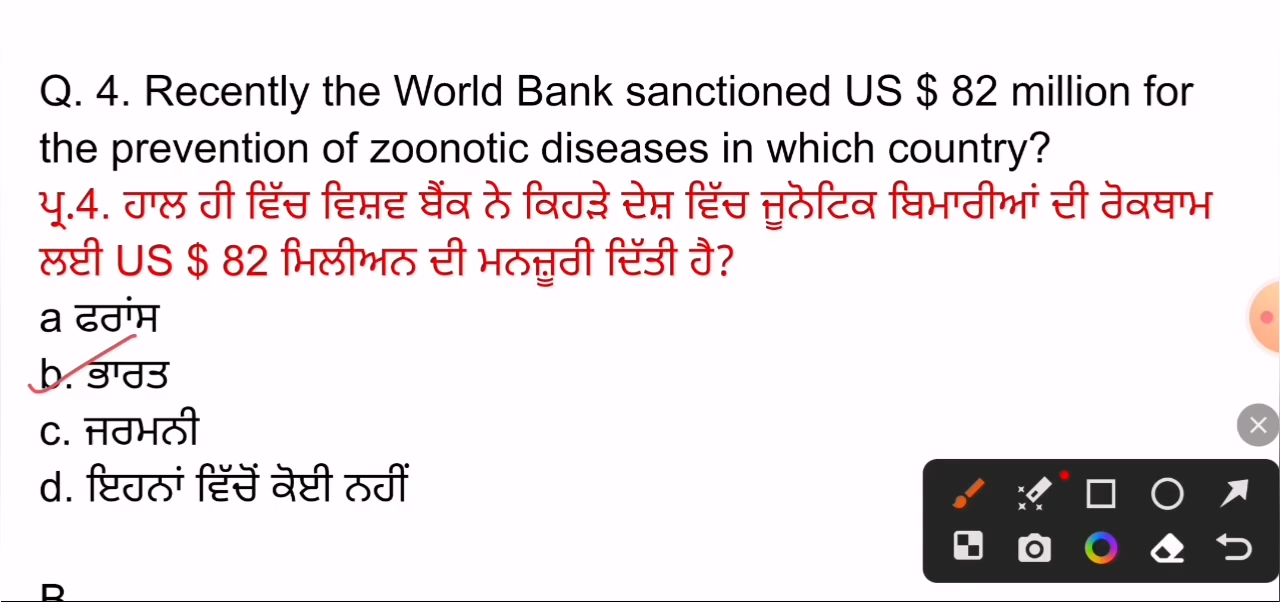 Q. 4. Recently the World Bank sanctioned US $ 82 million for
the prevention of zoonotic diseases in which country?
ਪ੍ਰ.4. ਹਾਲ ਹੀ ਵਿੱਚ ਵਿਸ਼ਵ ਬੈਂਕ ਨੇ ਕਿਹੜੇ ਦੇਸ਼ ਵਿੱਚ ਜੂਨੋਟਿਕ ਬਿਮਾਰੀਆਂ ਦੀ ਰੋਕਥਾਮ
ਲਈ US $ 82 ਮਿਲੀਅਨ ਦੀ ਮਨਜ਼ੂਰੀ ਦਿੱਤੀ ਹੈ?
a ਫਰਾਂਸ
b. ਭਾਰਤ
c. ਜਰਮਨੀ
d. ਇਹਨਾਂ ਵਿੱਚੋਂ ਕੋਈ ਨਹੀਂ